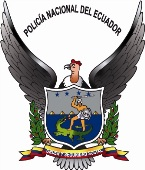 POLICÍA NACIONAL DEL ECUADOR